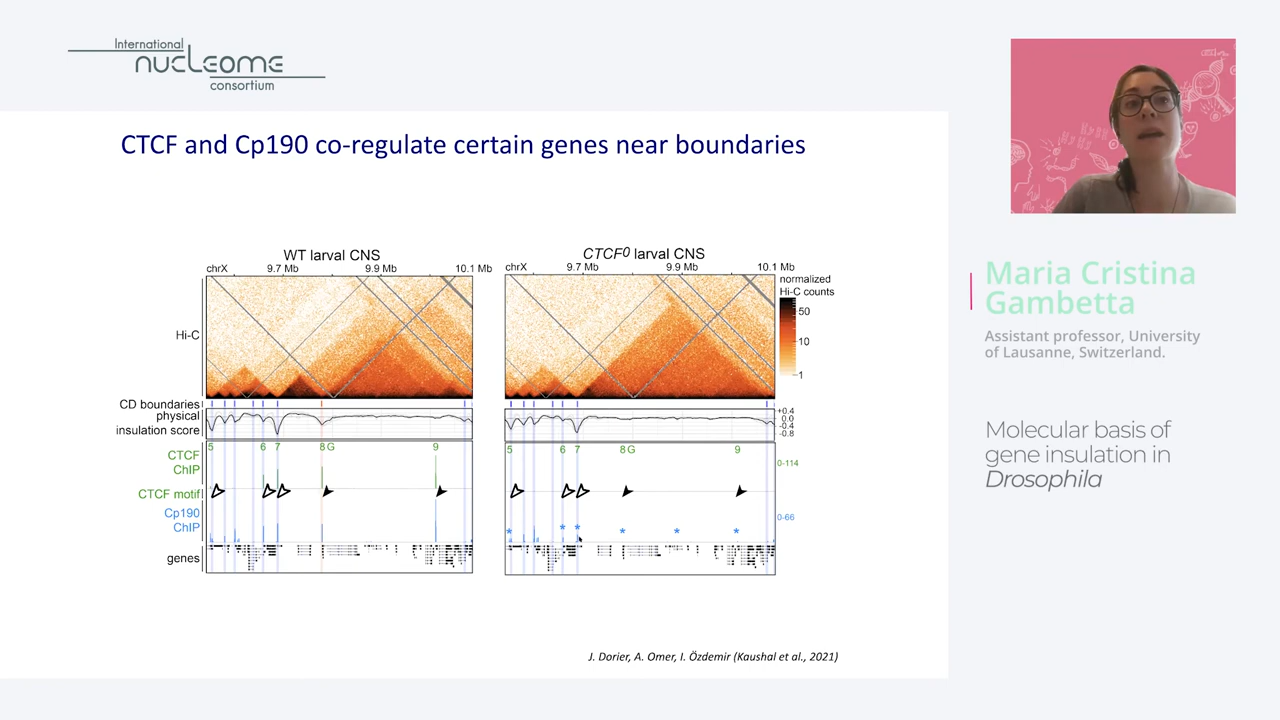 International
nucleome
consortium
CTCF and Cp190 co-regulate certain genes near boundaries
WT larval CNS
chrX 9.7 Mb 9.9 Mb 10.1 Mb
CTCF0 larval CNS
chrX 9.7 Mb 9.9 Mb 10.1 Mb
normalized
Hi-C counts
50
10
1
Hi-C
CD boundaries
physical
insulation score
+0.4
0.0
-0.4
-0.8
5 6 7 8 G 9
5 6 7 8 G 9
CTCF
ChIP
0-114
CTCF motif
Cp190
ChIP
0-66
* * * * * *
genes
J. Dorier, A. Omer, I. Özdemir (Kaushal et al., 2021)
Maria Cristina
Gambetta
Assistant professor, University
of Lausanne, Switzerland.
Molecular basis of
gene insulation in
Drosophila